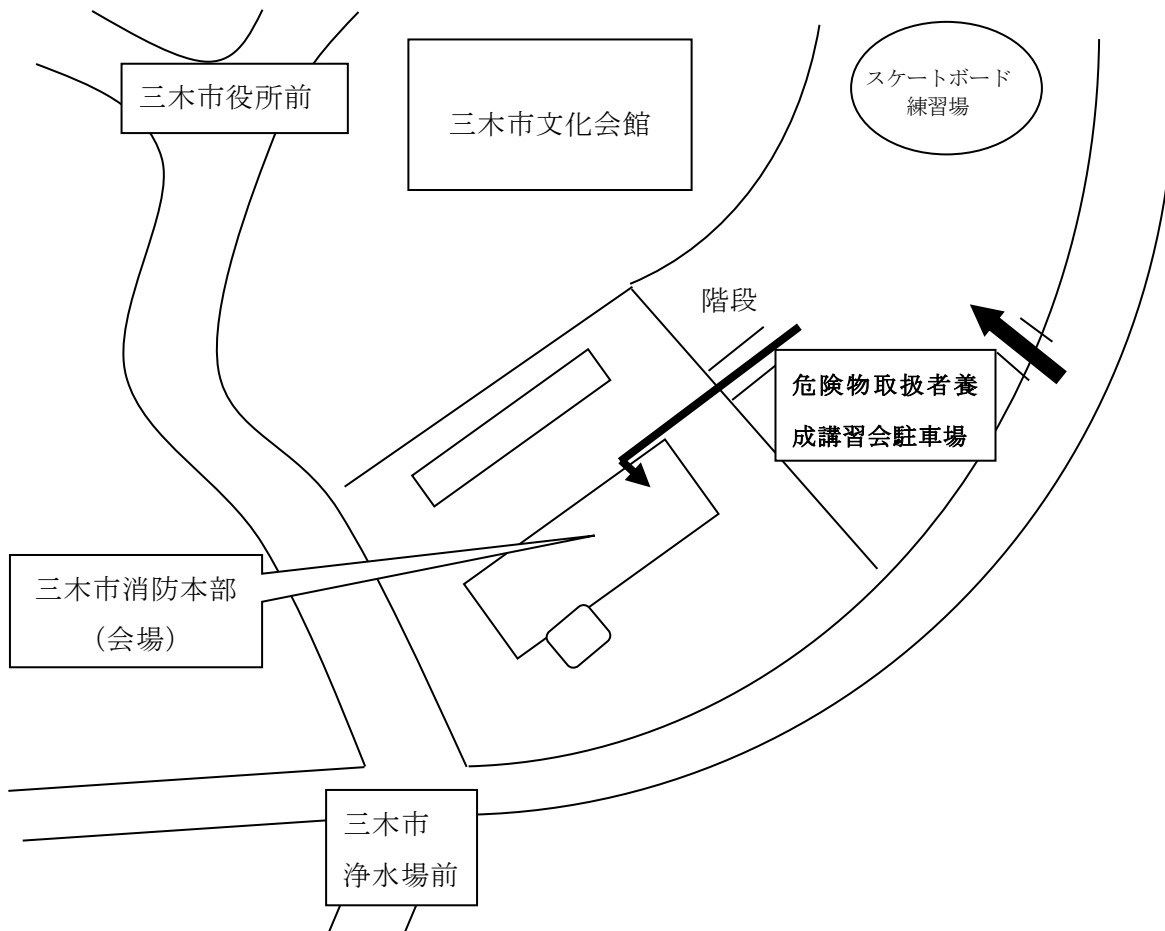 三木市役所前
三木市文化会館
スケートボード
練習場
階段
危険物取扱者養
成講習会駐車場
三木市消防本部
（会場）
三木市
浄水場前